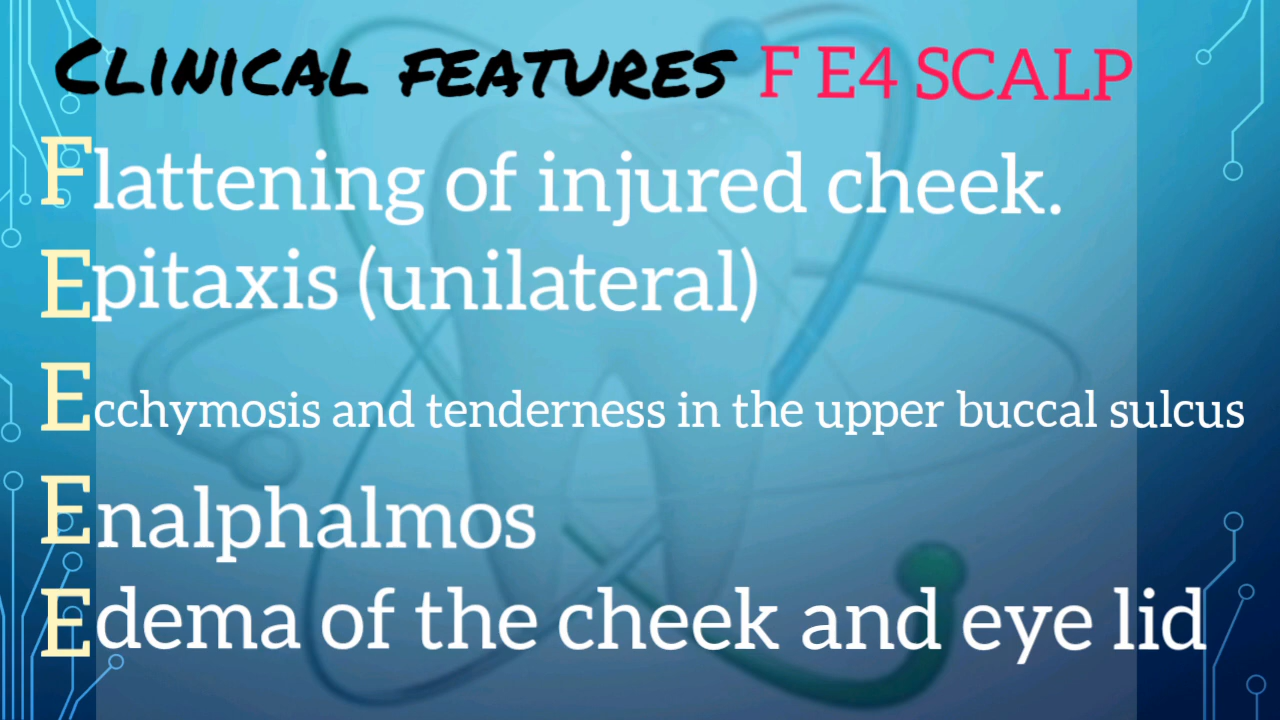 CLINICAL FEATURES F E4 SCALP
Flattening of injured cheek.
Epitaxis (unilateral)
Ecchymosis and tenderness in the upper buccal sulcus
Enalphalmos
Edema of the cheek and eye lid